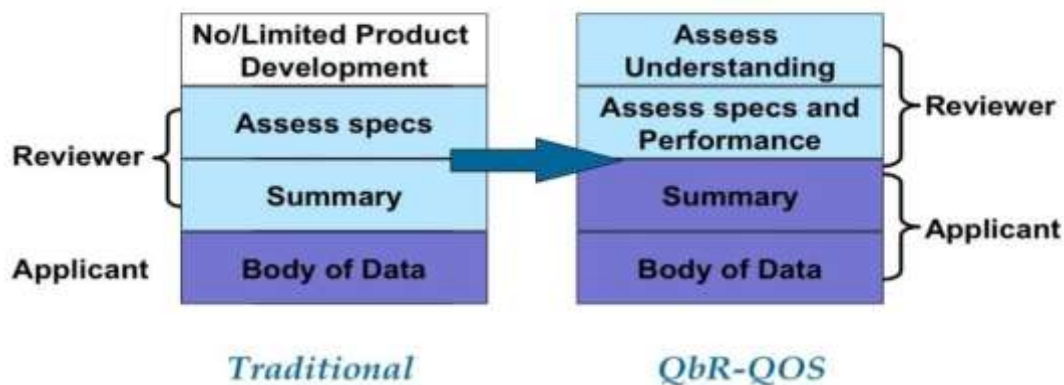 No/Limited Product
Development
Assess specs
Summary
Body of Data
Reviewer
Applicant
Traditional
Assess
Understanding
Assess specs and
Performance
Summary
Body of Data
Reviewer
Applicant
QbR-QOS